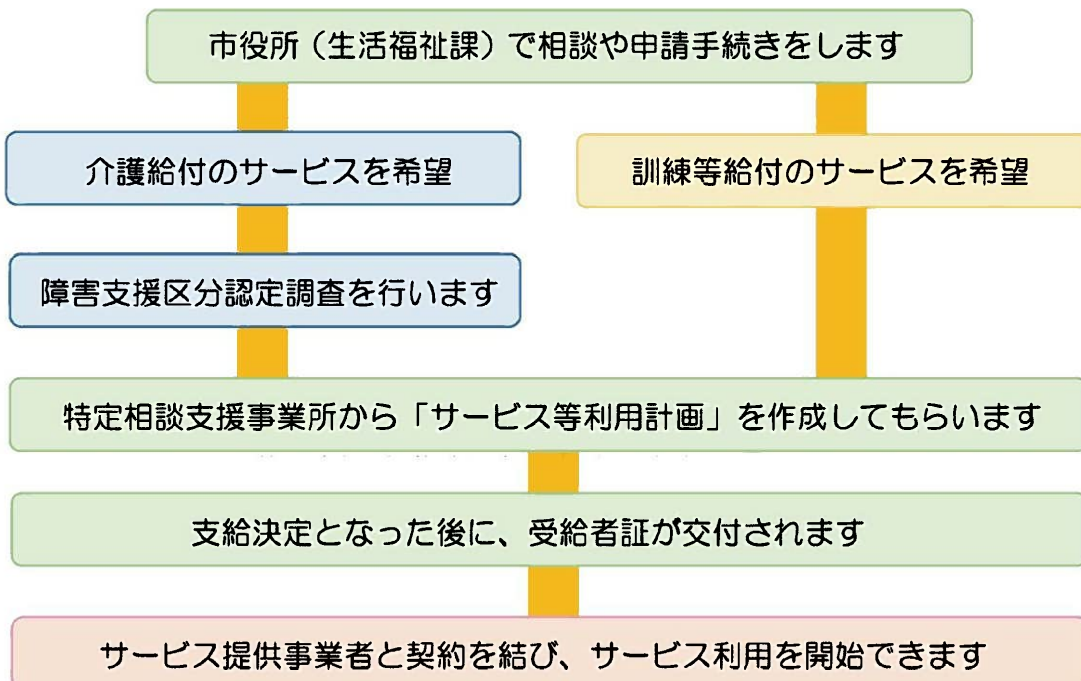 市役所（生活福祉課）で相談や申請手続きをします
介護給付のサービスを希望
訓練等給付のサービスを希望
障害支援区分認定調査を行います
特定相談支援事業所から「サービス等利用計画」を作成してもらいます
支給決定となった後に、受給者証が交付されます
サービス提供事業者と契約を結び、サービス利用を開始できます